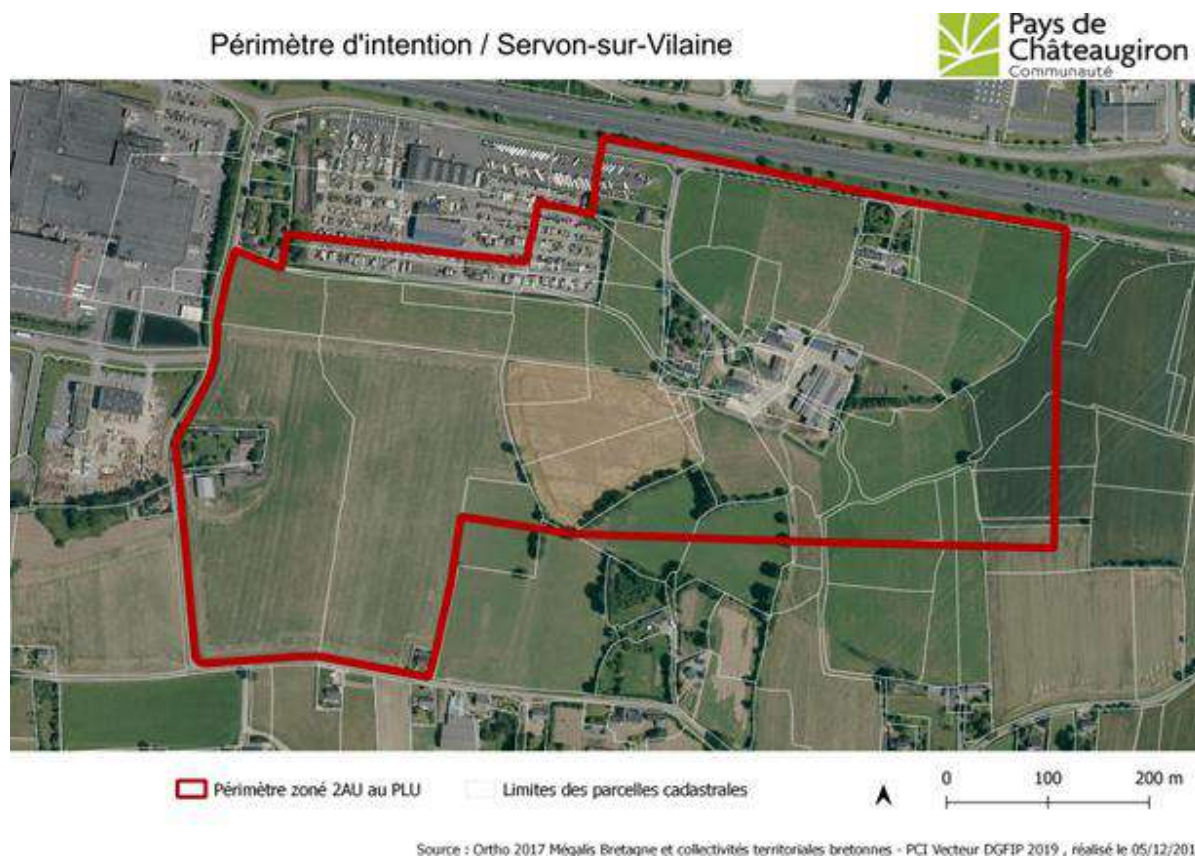 Périmètre d'intention / Servon-sur-Vilaine
Pays de
Châteaugiron
Communauté
Périmètre zoné 2AU au PLU
Limites des parcelles cadastrales
0 100 200 m
Source : Ortho 2017 Mégalis Bretagne et collectivités territoriales bretonnes - PCI Vecteur DGFIP 2019 , réalisé le 05/12/201